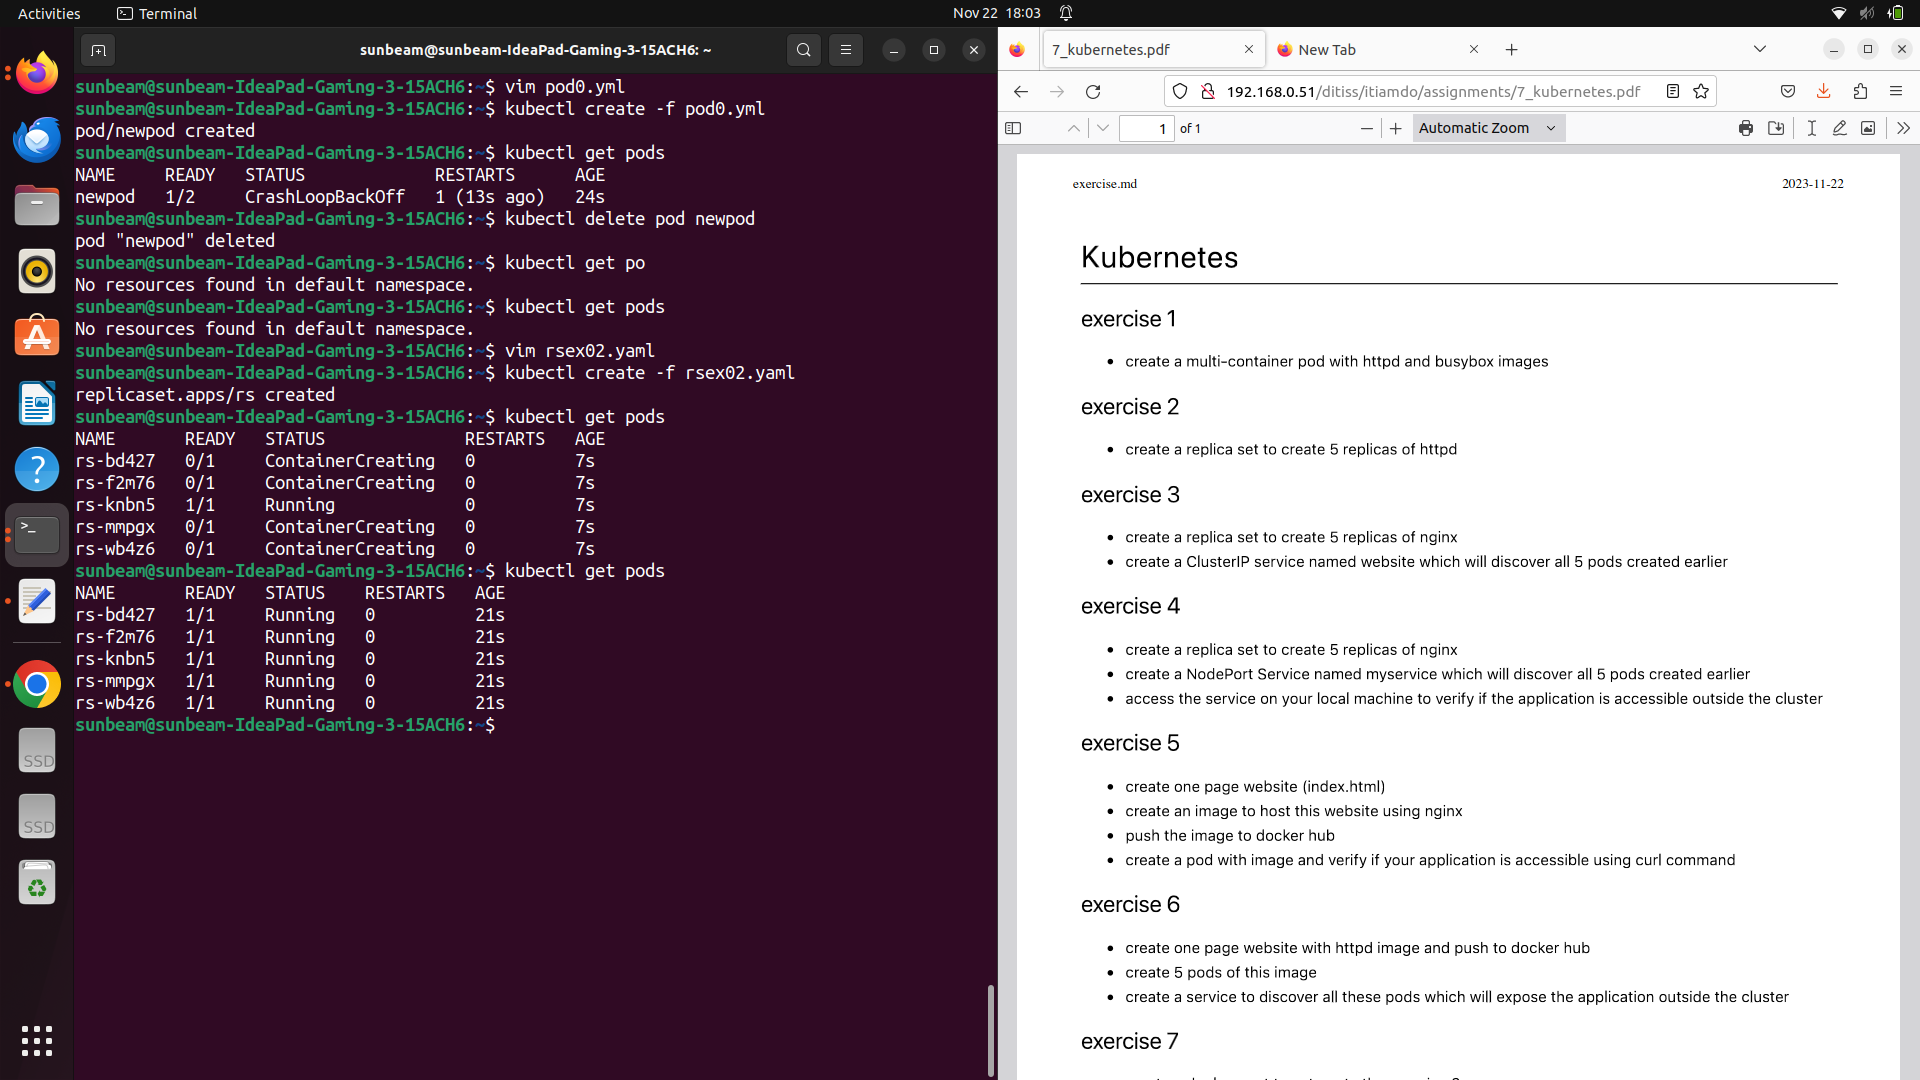 Activities
Terminal
Nov 22 18:03
sunbeam@sunbeam-IdeaPad-Gaming-3-15ACH6: ~
sunbeam@sunbeam-IdeaPad-Gaming-3-15ACH6:~$ vim pod0.yml
sunbeam@sunbeam-IdeaPad-Gaming-3-15ACH6:~$ kubectl create -f pod0.yml
pod/newpod created
sunbeam@sunbeam-IdeaPad-Gaming-3-15ACH6:~$ kubectl get pods
NAME READY STATUS RESTARTS AGE
newpod 1/2 CrashLoopBackOff 1 (13s ago) 24s
sunbeam@sunbeam-IdeaPad-Gaming-3-15ACH6:~$ kubectl delete pod newpod
pod "newpod" deleted
sunbeam@sunbeam-IdeaPad-Gaming-3-15ACH6:~$ kubectl get po
No resources found in default namespace.
sunbeam@sunbeam-IdeaPad-Gaming-3-15ACH6:~$ kubectl get pods
No resources found in default namespace.
sunbeam@sunbeam-IdeaPad-Gaming-3-15ACH6:~$ vim rsex02.yaml
sunbeam@sunbeam-IdeaPad-Gaming-3-15ACH6:~$ kubectl create -f rsex02.yaml
replicaset.apps/rs created
sunbeam@sunbeam-IdeaPad-Gaming-3-15ACH6:~$ kubectl get pods
NAME READY STATUS RESTARTS AGE
rs-bd427 0/1 ContainerCreating 0 7s
rs-f2m76 0/1 ContainerCreating 0 7s
rs-knbn5 1/1 Running 0 7s
rs-mmpgx 0/1 ContainerCreating 0 7s
rs-wb4z6 0/1 ContainerCreating 0 7s
sunbeam@sunbeam-IdeaPad-Gaming-3-15ACH6:~$ kubectl get pods
NAME READY STATUS RESTARTS AGE
rs-bd427 1/1 Running 0 21s
rs-f2m76 1/1 Running 0 21s
rs-knbn5 1/1 Running 0 21s
rs-mmpgx 1/1 Running 0 21s
rs-wb4z6 1/1 Running 0 21s
sunbeam@sunbeam-IdeaPad-Gaming-3-15ACH6:~$
SSD
SSD
7_kubernetes.pdf
New Tab
192.168.0.51/ditiss/itiamdo/assignments/7_kubernetes.pdf
1 of 1
Automatic Zoom
exercise.md
2023-11-22
Kubernetes
exercise 1
• create a multi-container pod with httpd and busybox images
exercise 2
• create a replica set to create 5 replicas of httpd
exercise 3
• create a replica set to create 5 replicas of nginx
• create a ClusterIP service named website which will discover all 5 pods created earlier
exercise 4
• create a replica set to create 5 replicas of nginx
• create a NodePort Service named myservice which will discover all 5 pods created earlier
• access the service on your local machine to verify if the application is accessible outside the cluster
exercise 5
• create one page website (index.html)
• create an image to host this website using nginx
• push the image to docker hub
• create a pod with image and verify if your application is accessible using curl command
exercise 6
• create one page website with httpd image and push to docker hub
• create 5 pods of this image
• create a service to discover all these pods which will expose the application outside the cluster
exercise 7